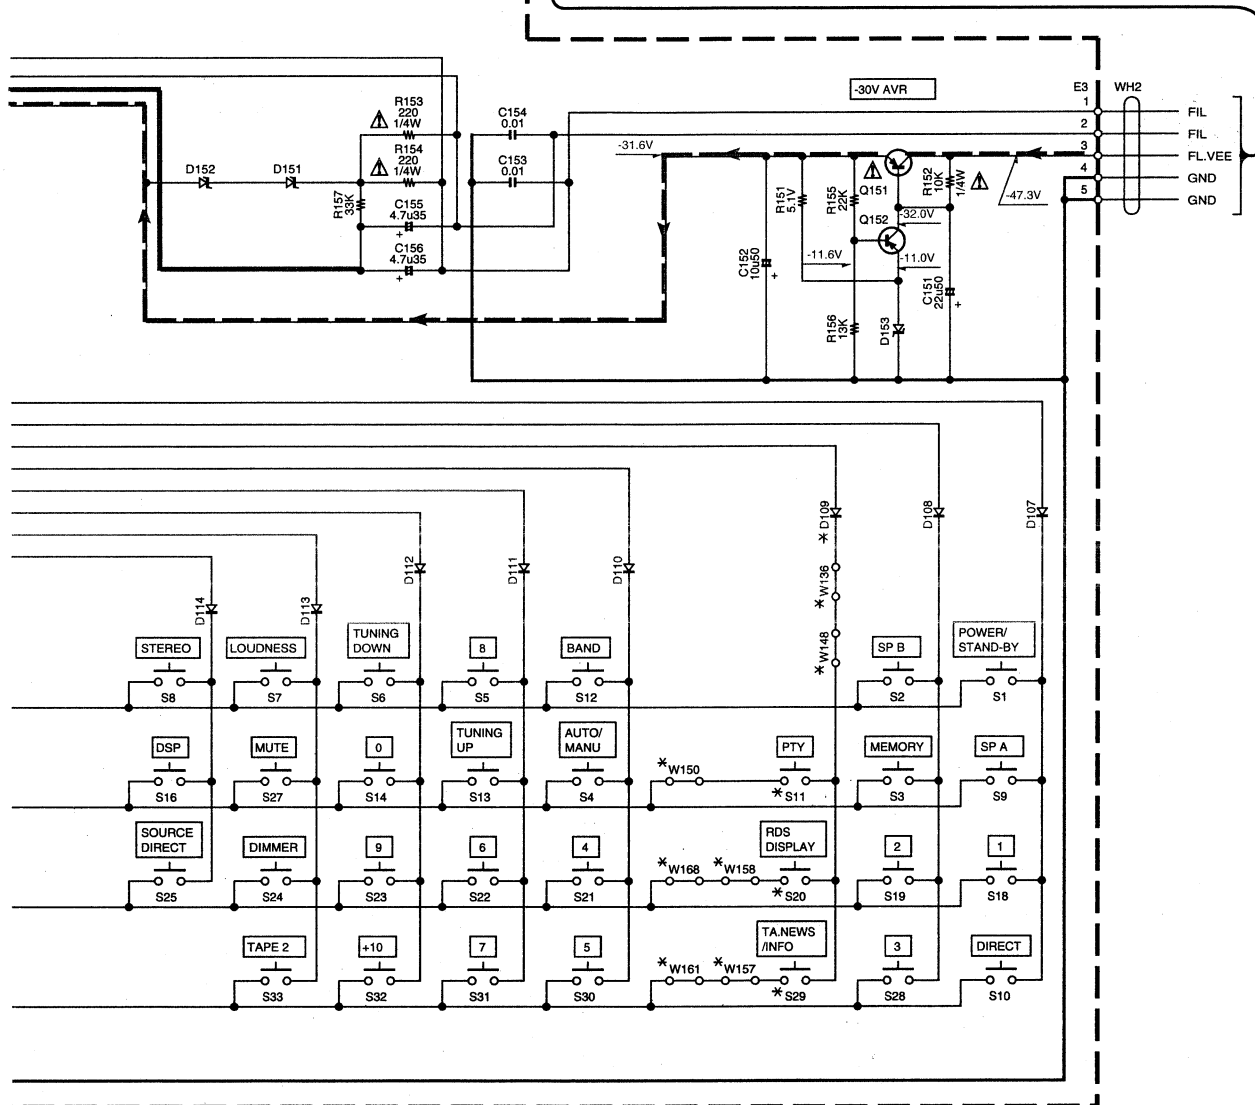 -30V AVR
E3
WH2
1
FIL
2
FIL
3
FL.VEE
4
GND
5
GND
R153
220
1/4W
R154
220
1/4W
C154
0.01
C153
0.01
-31.6V
D152
D151
R157
33K
C155
4.7u35
+
C156
4.7u35
+
R151
5.1V
R155
22K
Q151
R152
10K
1/4W
-47.3V
Q152
-32.0V
-11.6V
-11.0V
C152
10u50
+
C151
22u50
+
R156
13K
D153
D109
*
D108
D107
W136
*
W148
*
D112
D111
D110
D114
D113
STEREO
S8
LOUDNESS
S7
TUNING
DOWN
S6
8
S5
BAND
S12
SP B
S2
POWER/
STAND-BY
S1
DSP
S16
MUTE
S27
0
S14
TUNING
UP
S13
AUTO/
MANU
S4
*W150
PTY
*S11
MEMORY
S3
SP A
S9
SOURCE
DIRECT
S25
DIMMER
S24
9
S23
6
S22
4
S21
*W168
*W158
RDS
DISPLAY
*S20
2
S19
1
S18
TAPE 2
S33
+10
S32
7
S31
5
S30
*W161
*W157
TA.NEWS
/INFO
*S29
3
S28
DIRECT
S10